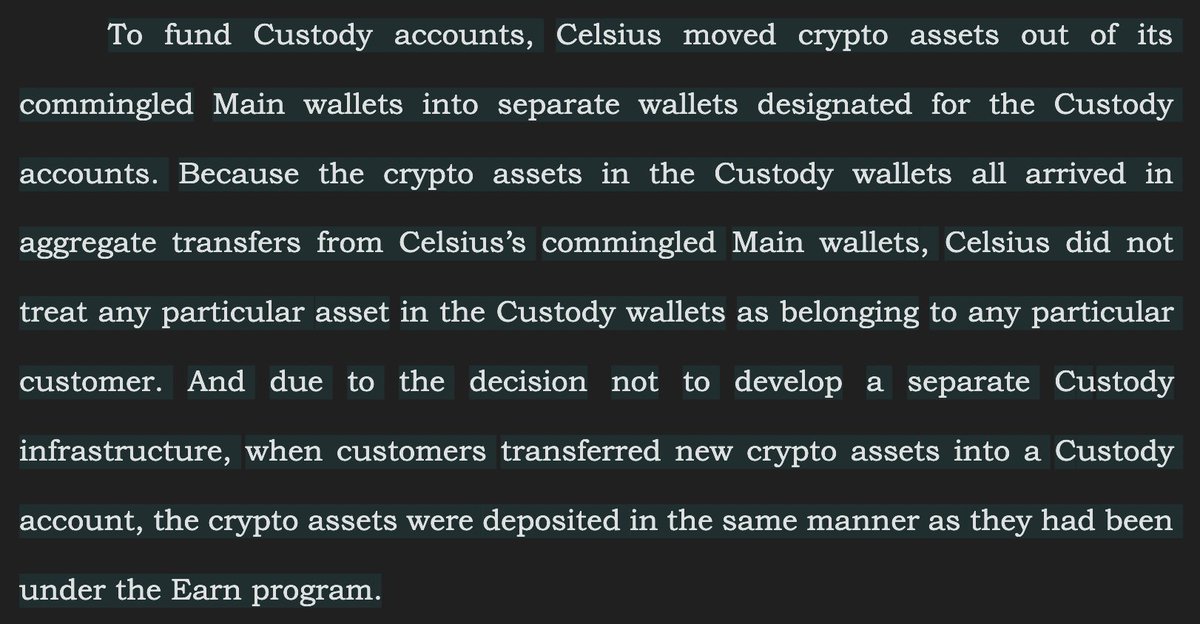 To fund Custody accounts, Celsius moved crypto assets out of its
commingled Main wallets into separate wallets designated for the Custody
accounts. Because the crypto assets in the Custody wallets all arrived in
aggregate transfers from Celsius’s commingled Main wallets, Celsius did not
treat any particular asset in the Custody wallets as belonging to any particular
customer. And due to the decision not to develop a separate Custody
infrastructure, when customers transferred new crypto assets into a Custody
account, the crypto assets were deposited in the same manner as they had been
under the Earn program.